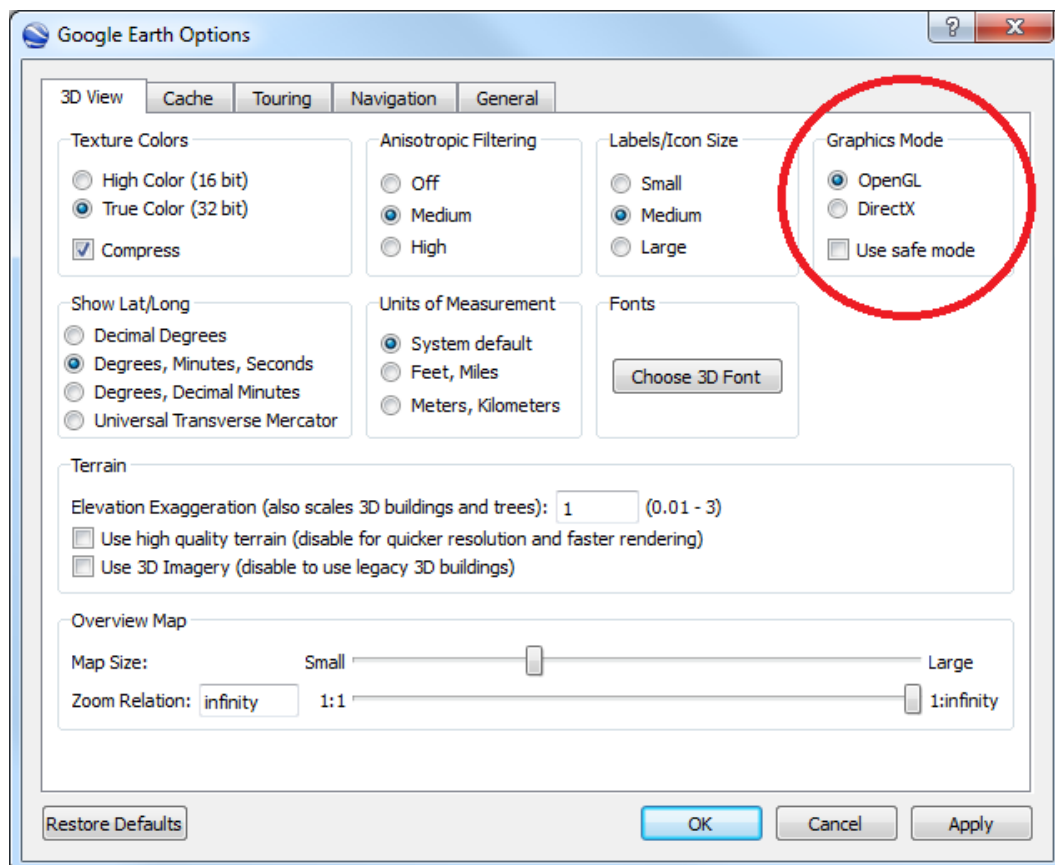 Google Earth Options
3D View Cache Touring Navigation General
Texture Colors
High Color (16 bit)
True Color (32 bit)
Compress
Anisotropic Filtering
Off
Medium
High
Labels/Icon Size
Small
Medium
Large
Graphics Mode
OpenGL
DirectX
Use safe mode
Show Lat/Long
Decimal Degrees
Degrees, Minutes, Seconds
Degrees, Decimal Minutes
Universal Transverse Mercator
Units of Measurement
System default
Feet, Miles
Meters, Kilometers
Fonts
Choose 3D Font
Terrain
Elevation Exaggeration (also scales 3D buildings and trees): 1 (0.01 - 3)
Use high quality terrain (disable for quicker resolution and faster rendering)
Use 3D Imagery (disable to use legacy 3D buildings)
Overview Map
Map Size: Small Large
Zoom Relation: infinity 1:1 1:infinity
Restore Defaults OK Cancel Apply